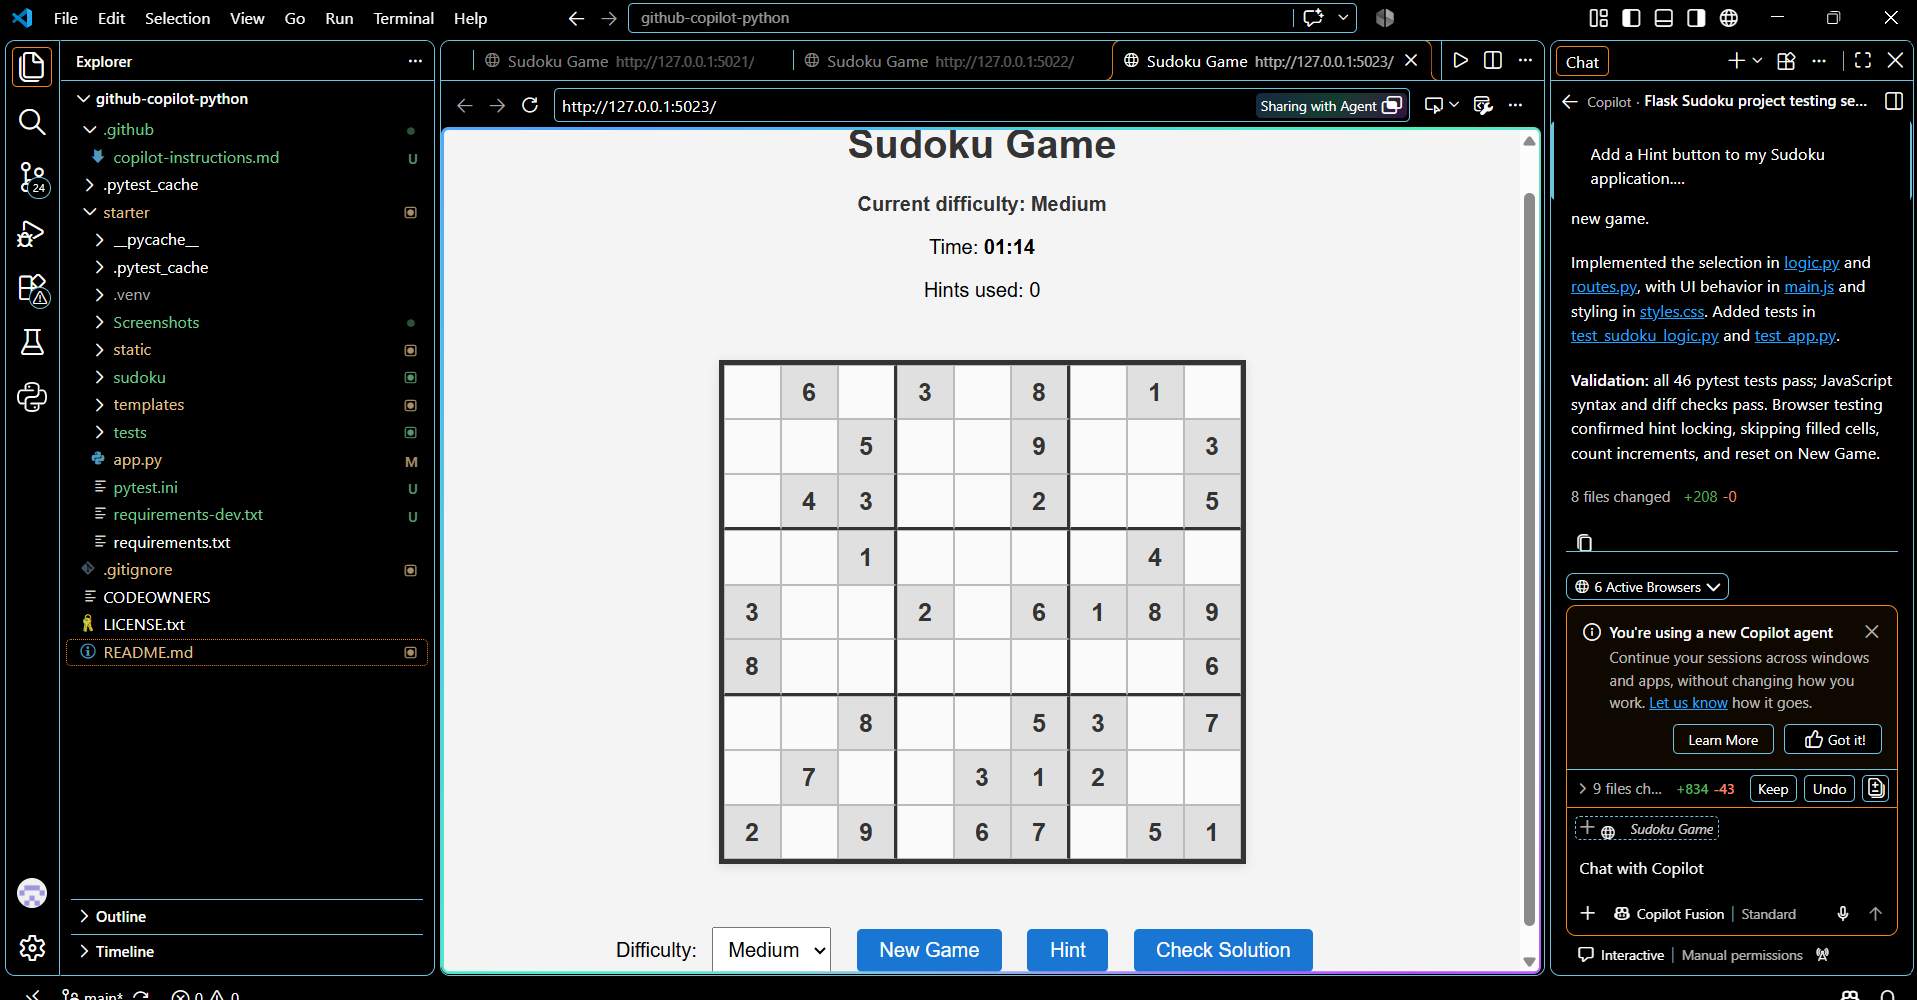 File Edit Selection View Go Run Terminal Help
github-copilot-python
Explorer
github-copilot-python
.github
copilot-instructions.md U
.pytest_cache
starter
__pycache__
.pytest_cache
.venv
Screenshots
static
sudoku
templates
tests
app.py M
pytest.ini U
requirements-dev.txt U
requirements.txt
.gitignore
CODEOWNERS
LICENSE.txt
README.md
Outline
Timeline
24
Sudoku Game http://127.0.0.1:5021/
Sudoku Game http://127.0.0.1:5022/
Sudoku Game http://127.0.0.1:5023/
http://127.0.0.1:5023/
Sharing with Agent
Sudoku Game
Current difficulty: Medium
Time: 01:14
Hints used: 0
6 3 8 1
5 9 3
4 3 2 5
1 4
3 2 6 1 8 9
8 6
8 5 3 7
7 3 1 2
2 9 6 7 5 1
Difficulty: Medium New Game Hint Check Solution
Chat
Copilot · Flask Sudoku project testing se...
Add a Hint button to my Sudoku
application....
new game.
Implemented the selection in logic.py and
routes.py, with UI behavior in main.js and
styling in styles.css. Added tests in
test_sudoku_logic.py and test_app.py.
Validation: all 46 pytest tests pass; JavaScript
syntax and diff checks pass. Browser testing
confirmed hint locking, skipping filled cells,
count increments, and reset on New Game.
8 files changed +208 -0
6 Active Browsers
You're using a new Copilot agent
Continue your sessions across windows
and apps, without changing how you
work. Let us know how it goes.
Learn More Got it!
9 files ch... +834 -43 Keep Undo
Sudoku Game
Chat with Copilot
Copilot Fusion | Standard
Interactive | Manual permissions
main* 0 0